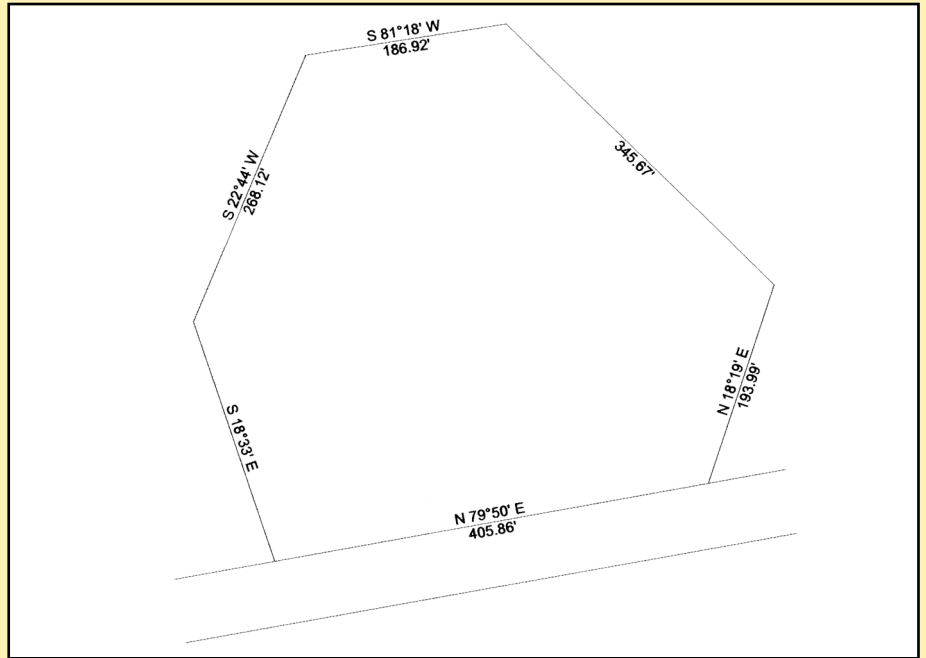 S 81°18' W
186.92'
345.67'
S 22°44' W
268.12'
N 18°19' E
193.99'
S 18°33' E
N 79°50' E
405.86'